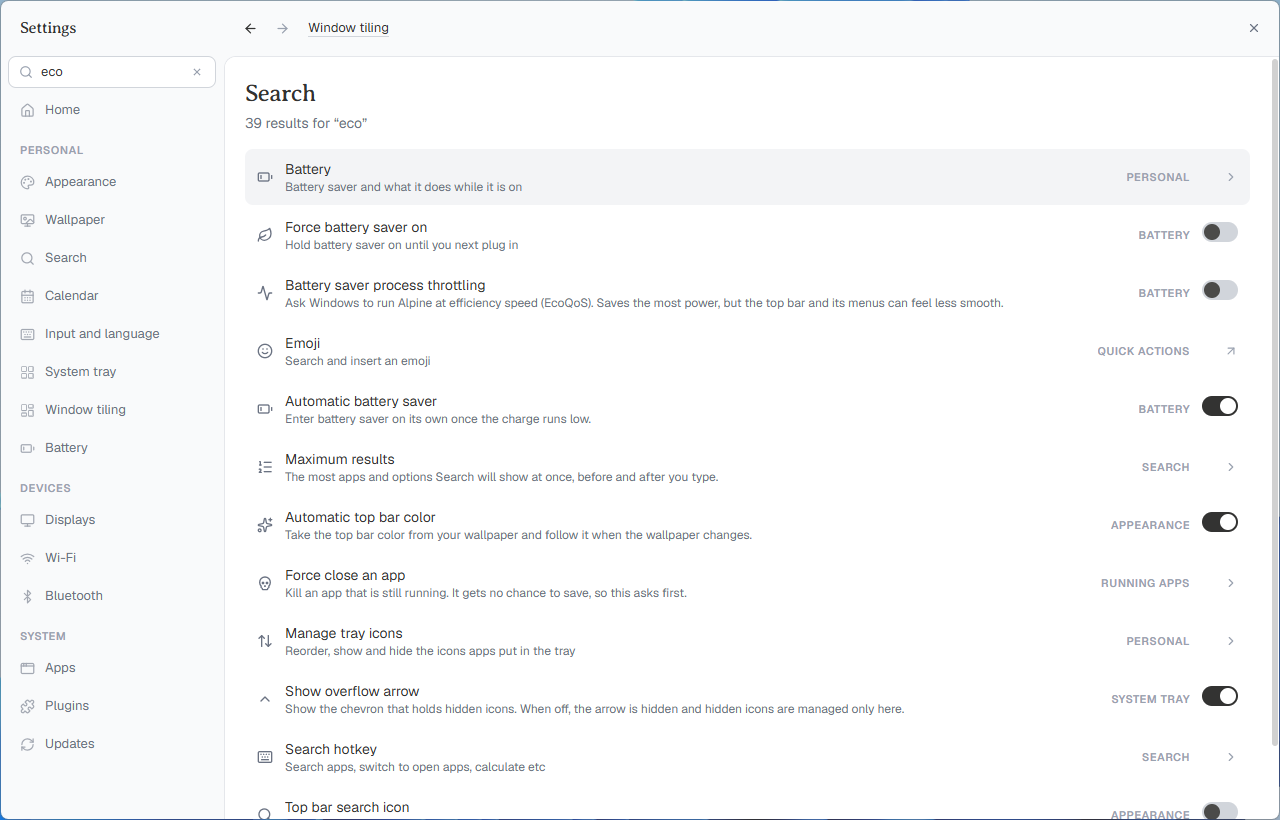 Settings
Window tiling
eco
Home
PERSONAL
Appearance
Wallpaper
Search
Calendar
Input and language
System tray
Window tiling
Battery
DEVICES
Displays
Wi-Fi
Bluetooth
SYSTEM
Apps
Plugins
Updates
Search
39 results for “eco”
Battery
Battery saver and what it does while it is on
PERSONAL
Force battery saver on
Hold battery saver on until you next plug in
BATTERY
Battery saver process throttling
Ask Windows to run Alpine at efficiency speed (EcoQoS). Saves the most power, but the top bar and its menus can feel less smooth.
BATTERY
Emoji
Search and insert an emoji
QUICK ACTIONS
Automatic battery saver
Enter battery saver on its own once the charge runs low.
BATTERY
Maximum results
The most apps and options Search will show at once, before and after you type.
SEARCH
Automatic top bar color
Take the top bar color from your wallpaper and follow it when the wallpaper changes.
APPEARANCE
Force close an app
Kill an app that is still running. It gets no chance to save, so this asks first.
RUNNING APPS
Manage tray icons
Reorder, show and hide the icons apps put in the tray
PERSONAL
Show overflow arrow
Show the chevron that holds hidden icons. When off, the arrow is hidden and hidden icons are managed only here.
SYSTEM TRAY
Search hotkey
Search apps, switch to open apps, calculate etc
SEARCH
Top bar search icon
APPEARANCE